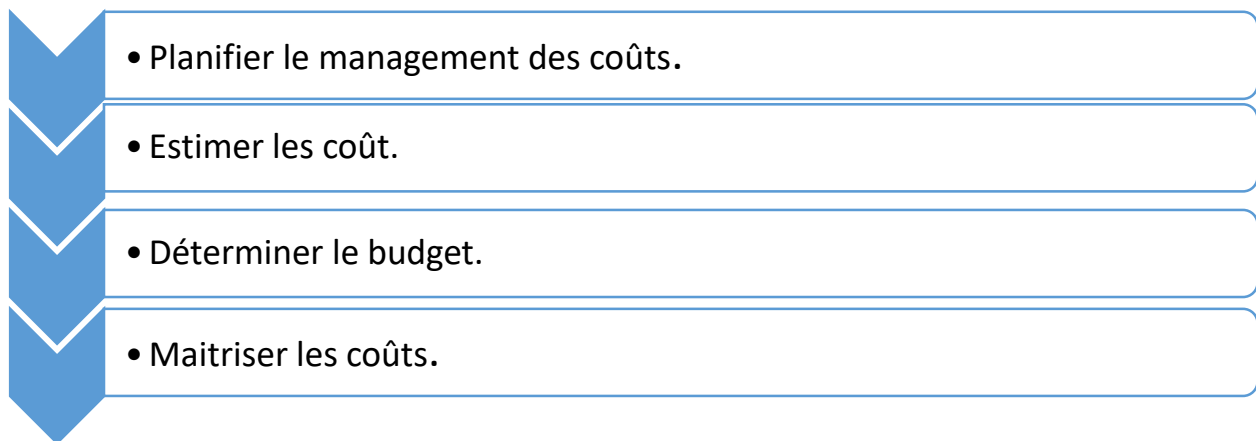 • Planifier le management des coûts.
• Estimer les coût.
• Déterminer le budget.
• Maitriser les coûts.